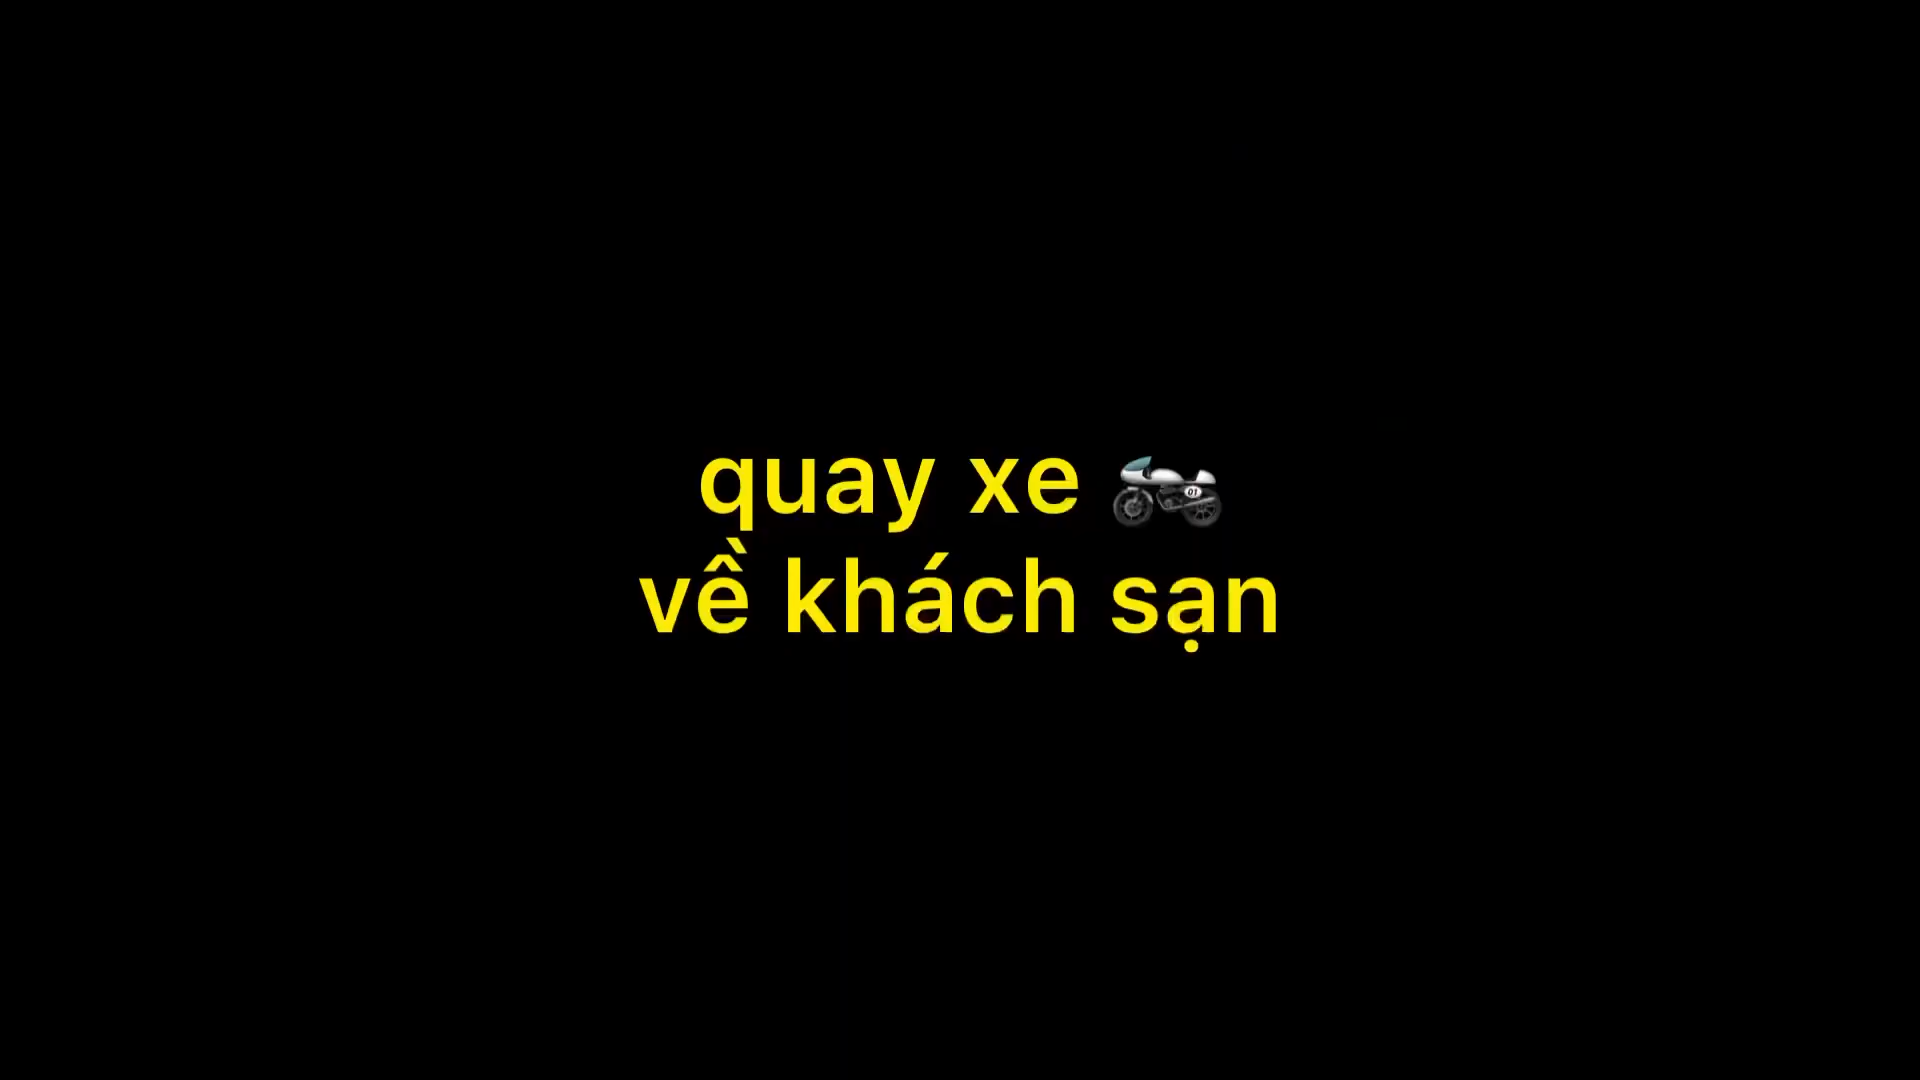 quay xe 🏍️
về khách sạn